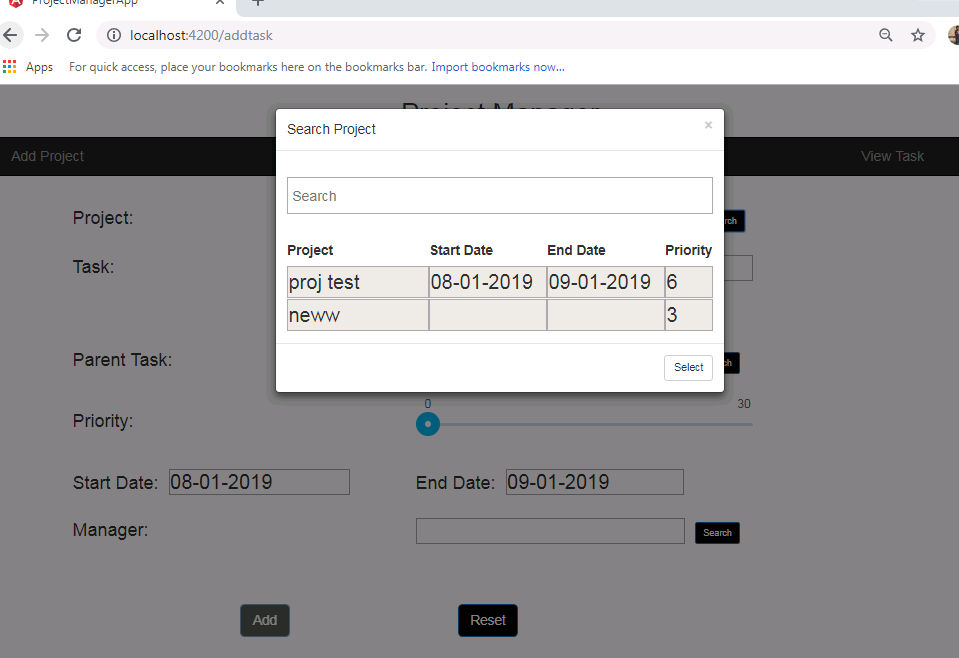 ProjectManagerApp
localhost:4200/addtask
Apps For quick access, place your bookmarks here on the bookmarks bar. Import bookmarks now...
Project Manager
Search Project ×
Add Project View Task
Search
Project:
Project Start Date End Date Priority
Task:
proj test 08-01-2019 09-01-2019 6
neww 3
Parent Task:
Select
0 30
Priority:
Start Date: 08-01-2019 End Date: 09-01-2019
Manager: Search
Add Reset